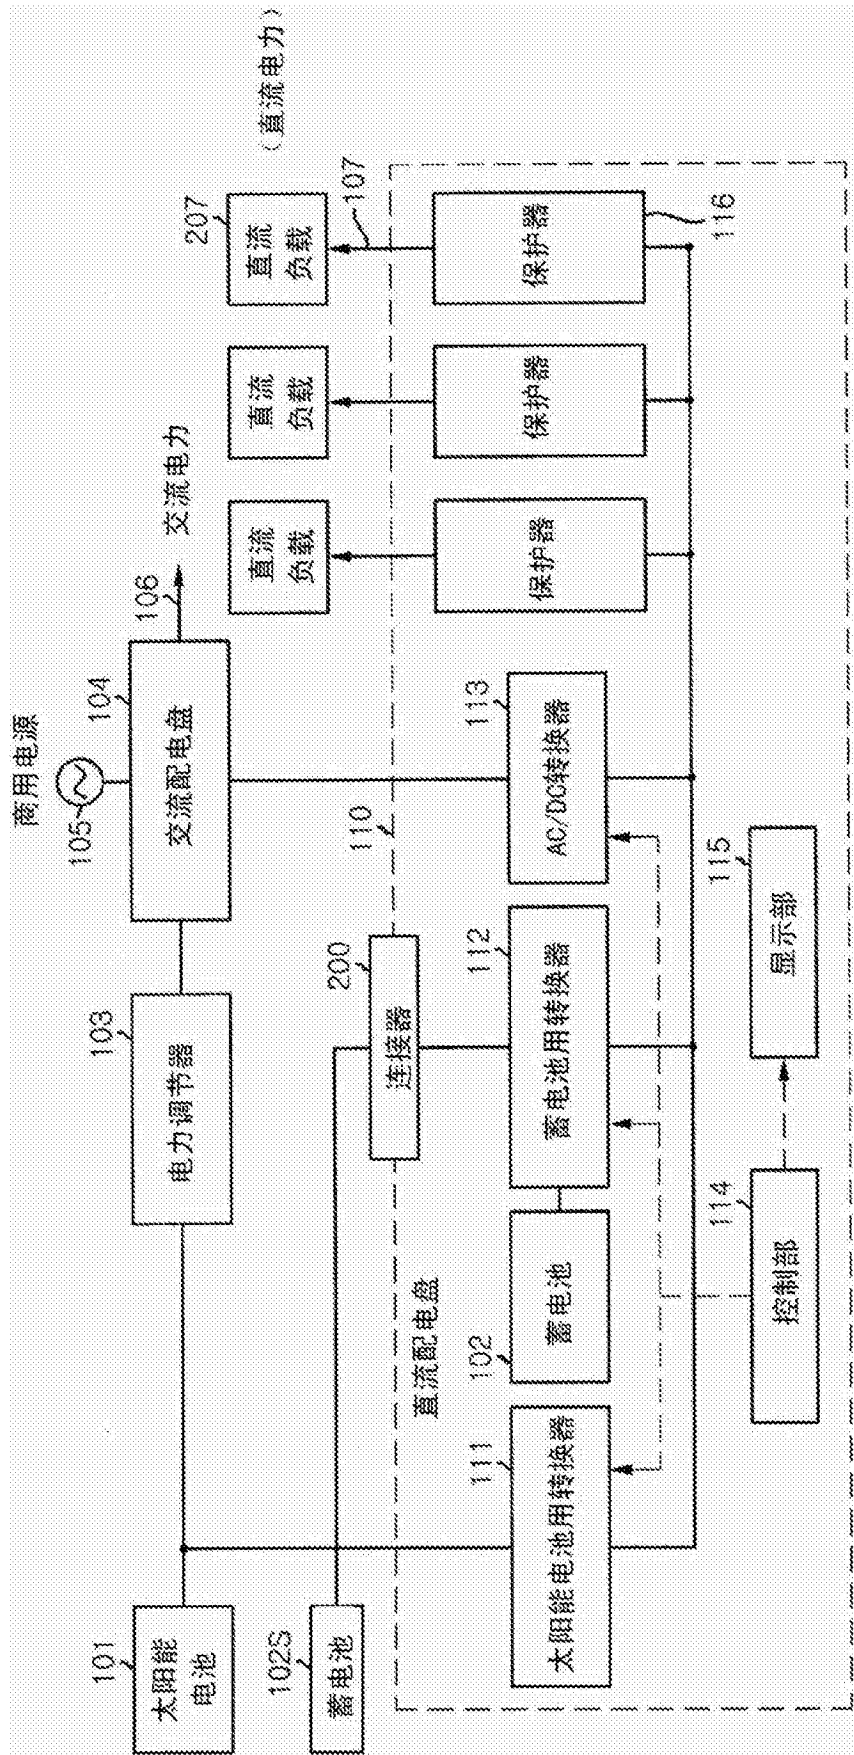 商用电源
105
101
太阳能
电池
103
电力调节器
104
交流配电盘
106
交流电力
(直流电力)
102S
蓄电池
200
连接器
110
直流配电盘
直流
负载
直流
负载
207
直流
负载
107
111
太阳能电池用转换器
102
蓄电池
112
蓄电池用转换器
113
AC/DC转换器
保护器
保护器
保护器
116
114
控制部
115
显示部